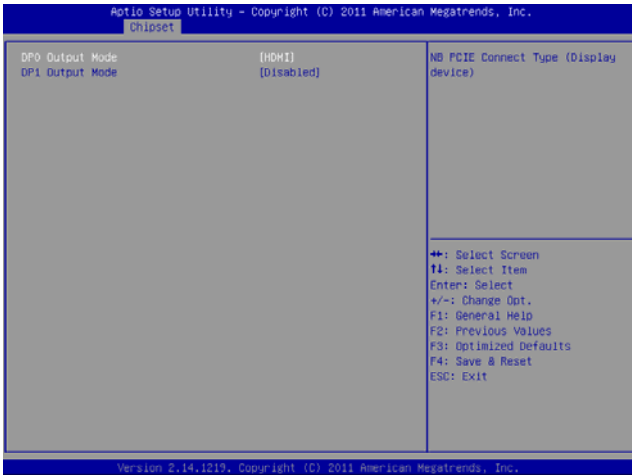 Aptio Setup Utility – Copyright (C) 2011 American Megatrends, Inc.
Chipset
DP0 Output Mode [HDMI]
DP1 Output Mode [Disabled]
NB PCIE Connect Type (Display
device)
→←: Select Screen
↑↓: Select Item
Enter: Select
+/-: Change Opt.
F1: General Help
F2: Previous Values
F3: Optimized Defaults
F4: Save & Reset
ESC: Exit
Version 2.14.1219. Copyright (C) 2011 American Megatrends, Inc.